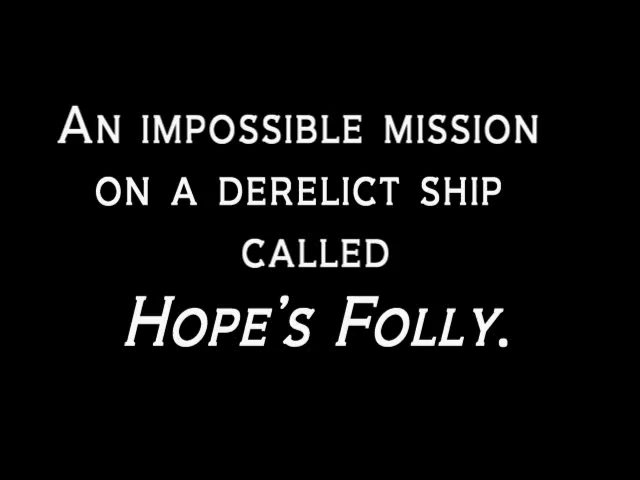 An impossible mission
on a derelict ship
called
Hope's Folly.